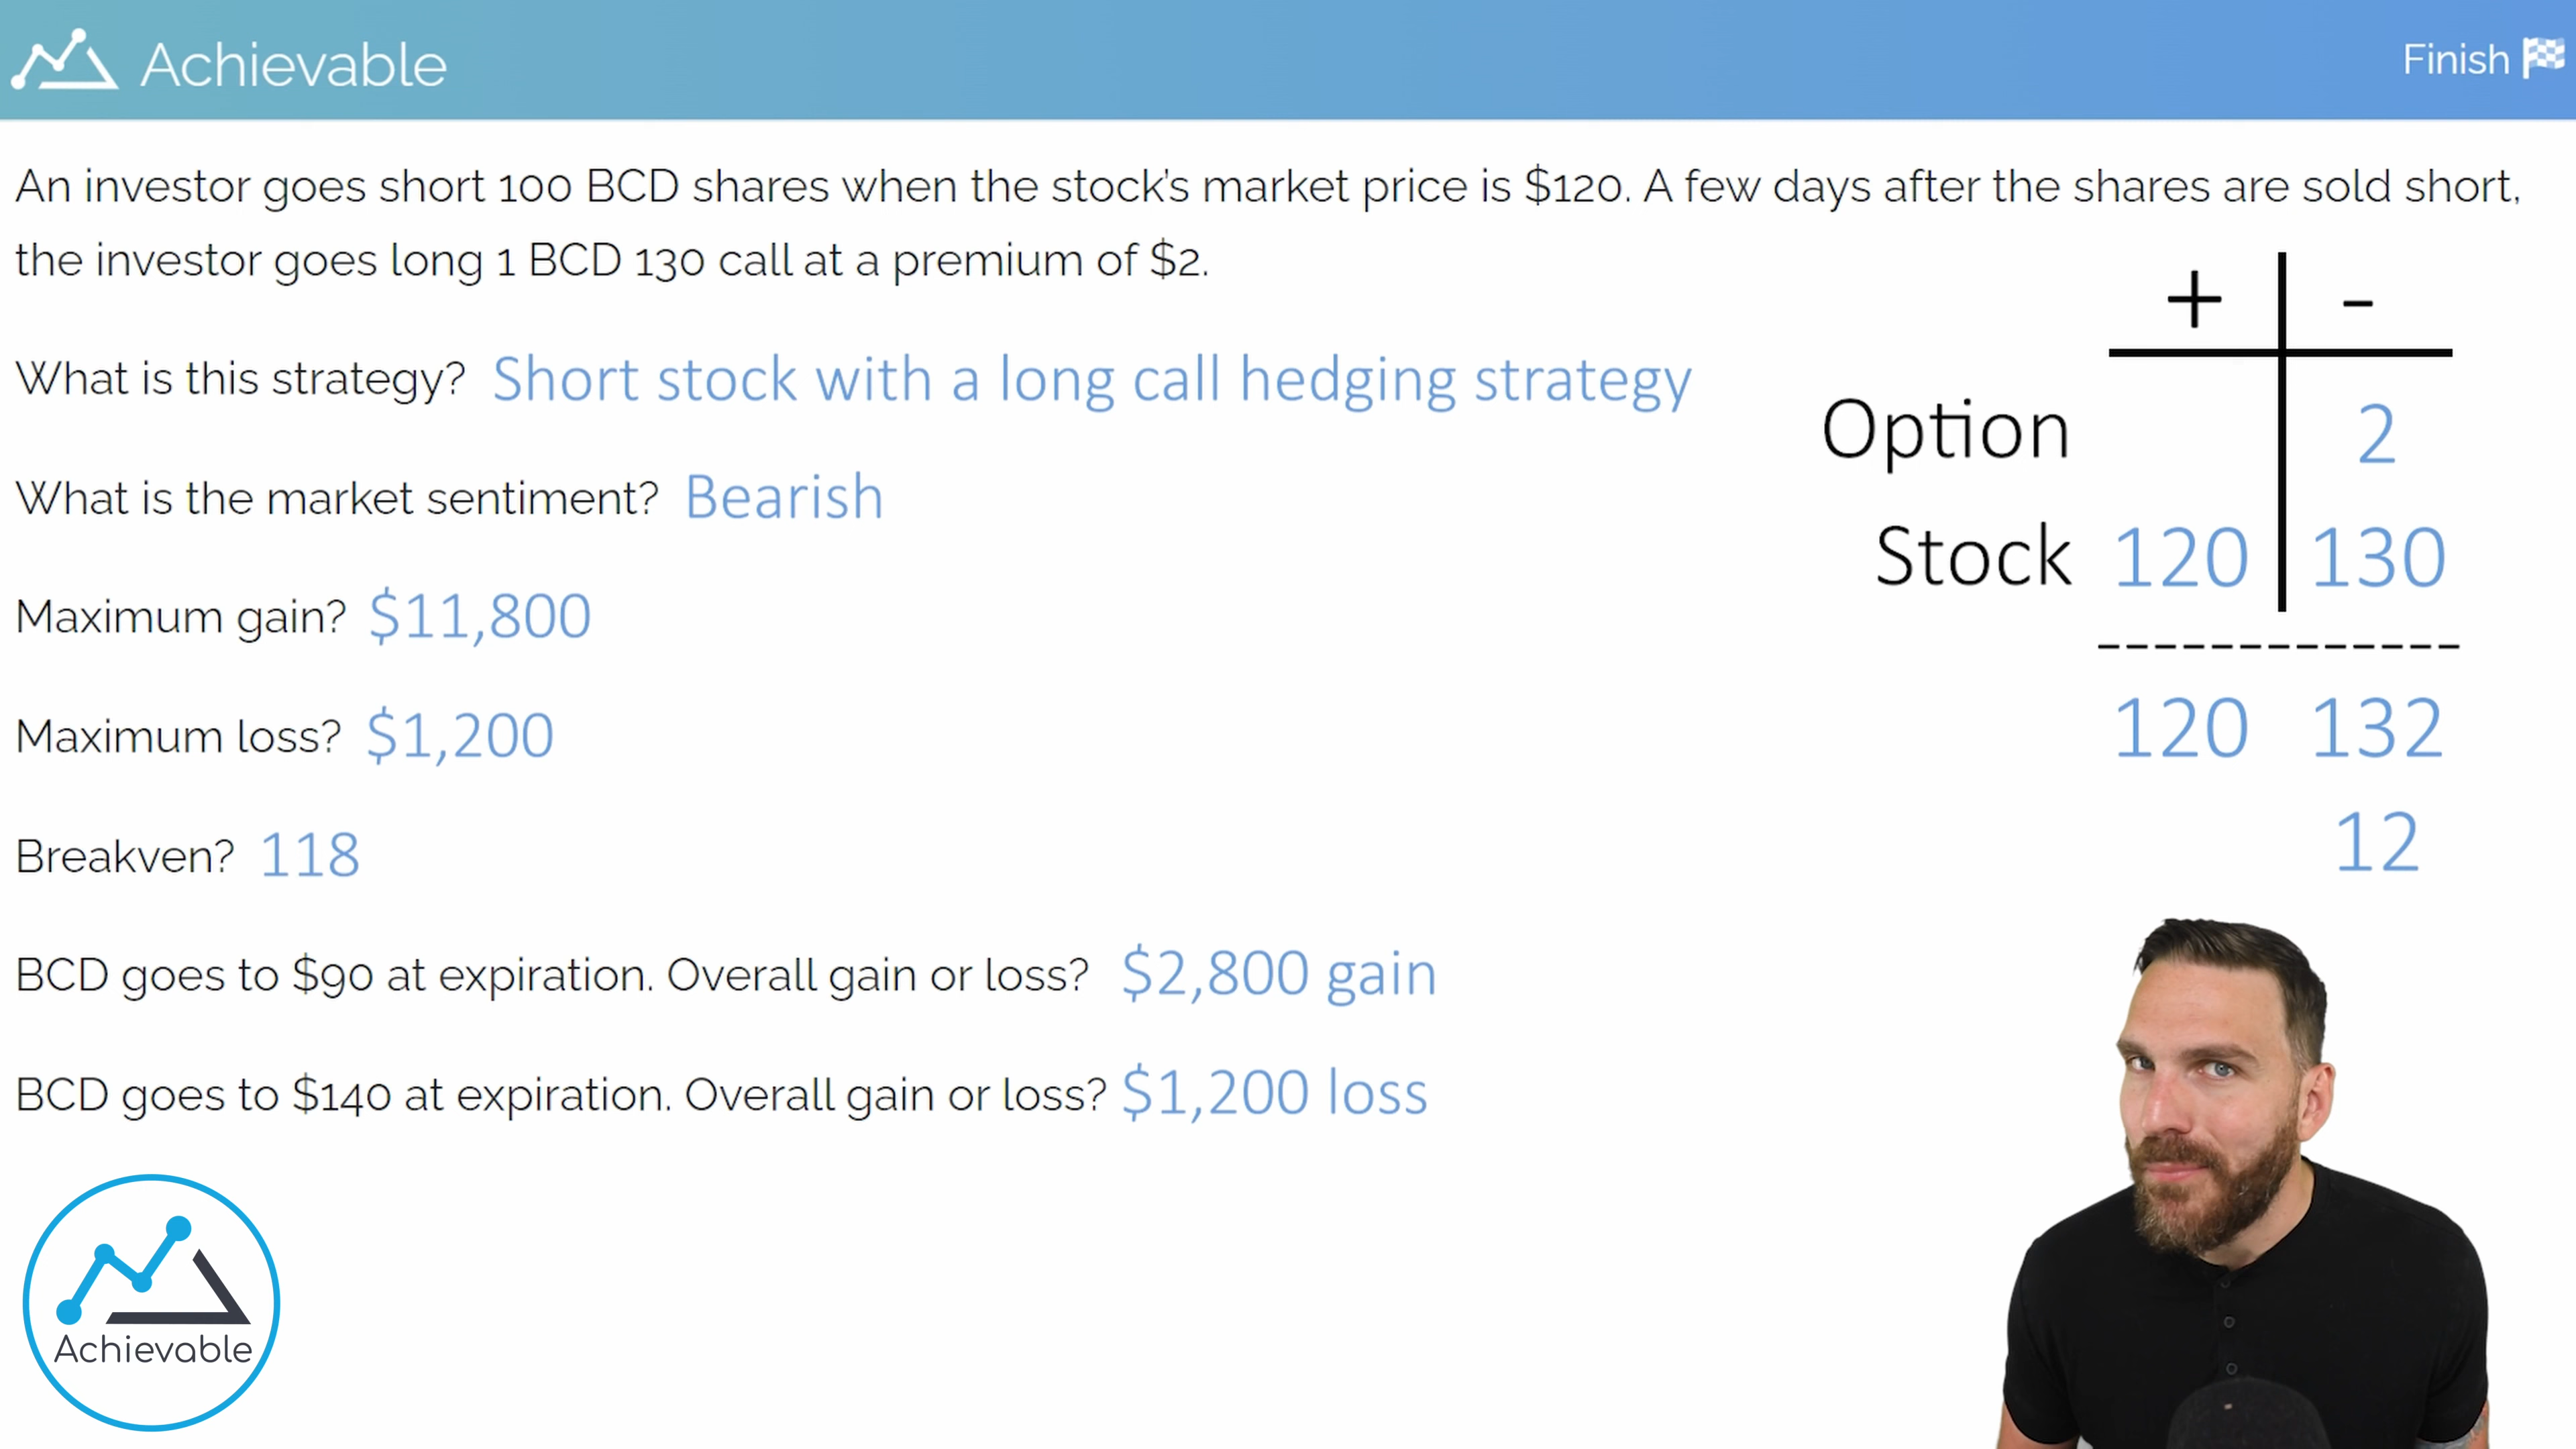 Achievable
Finish
An investor goes short 100 BCD shares when the stock's market price is $120. A few days after the shares are sold short,
the investor goes long 1 BCD 130 call at a premium of $2.
+ -
What is this strategy? Short stock with a long call hedging strategy
Option 2
What is the market sentiment? Bearish
Stock 120 130
Maximum gain? $11,800
-------------
Maximum loss? $1,200
120 132
Breakven? 118
12
BCD goes to $90 at expiration. Overall gain or loss? $2,800 gain
BCD goes to $140 at expiration. Overall gain or loss? $1,200 loss
Achievable